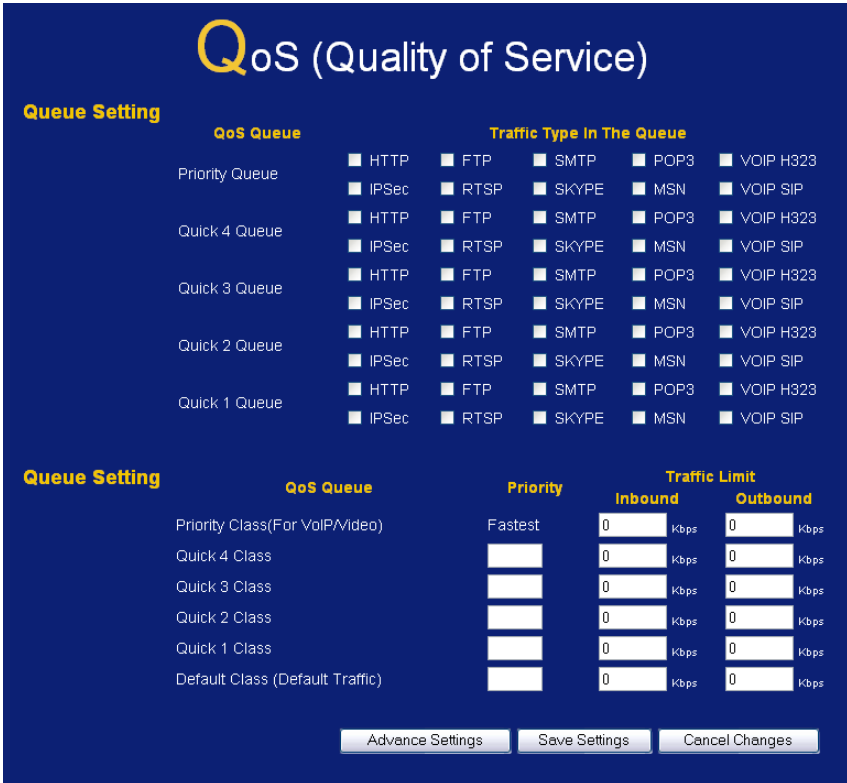 QoS (Quality of Service)
Queue Setting
QoS Queue Traffic Type In The Queue
Priority Queue
HTTP FTP SMTP POP3 VOIP H323
IPSec RTSP SKYPE MSN VOIP SIP
Quick 4 Queue
HTTP FTP SMTP POP3 VOIP H323
IPSec RTSP SKYPE MSN VOIP SIP
Quick 3 Queue
HTTP FTP SMTP POP3 VOIP H323
IPSec RTSP SKYPE MSN VOIP SIP
Quick 2 Queue
HTTP FTP SMTP POP3 VOIP H323
IPSec RTSP SKYPE MSN VOIP SIP
Quick 1 Queue
HTTP FTP SMTP POP3 VOIP H323
IPSec RTSP SKYPE MSN VOIP SIP
Queue Setting
QoS Queue Priority Traffic Limit
Inbound Outbound
Priority Class(For VoIP/Video) Fastest 0 Kbps 0 Kbps
Quick 4 Class 0 Kbps 0 Kbps
Quick 3 Class 0 Kbps 0 Kbps
Quick 2 Class 0 Kbps 0 Kbps
Quick 1 Class 0 Kbps 0 Kbps
Default Class (Default Traffic) 0 Kbps 0 Kbps
Advance Settings Save Settings Cancel Changes